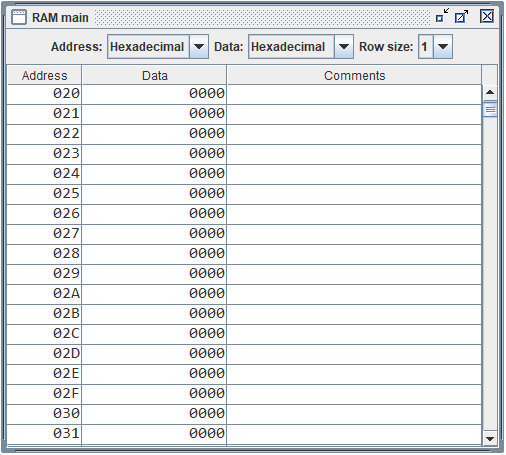 RAM main
Address: Hexadecimal Data: Hexadecimal Row size: 1
Address Data Comments
020 0000
021 0000
022 0000
023 0000
024 0000
025 0000
026 0000
027 0000
028 0000
029 0000
02A 0000
02B 0000
02C 0000
02D 0000
02E 0000
02F 0000
030 0000
031 0000